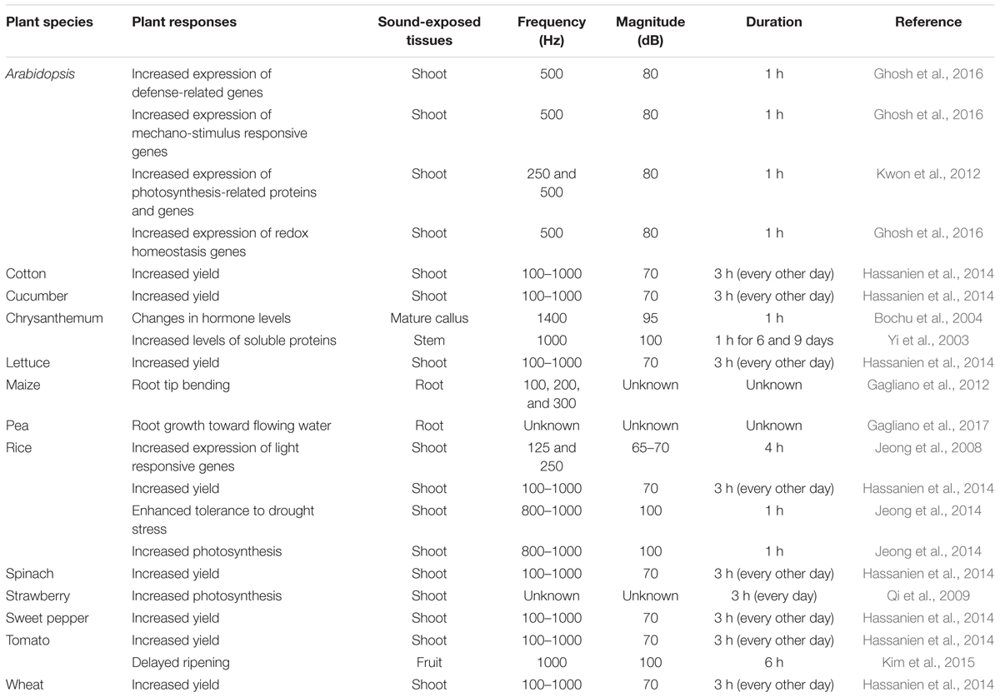 Plant species Plant responses Sound-exposed tissues Frequency (Hz) Magnitude (dB) Duration Reference
Arabidopsis Increased expression of defense-related genes Shoot 500 80 1 h Ghosh et al., 2016
Increased expression of mechano-stimulus responsive genes Shoot 500 80 1 h Ghosh et al., 2016
Increased expression of photosynthesis-related proteins and genes Shoot 250 and 500 80 1 h Kwon et al., 2012
Increased expression of redox homeostasis genes Shoot 500 80 1 h Ghosh et al., 2016
Cotton Increased yield Shoot 100–1000 70 3 h (every other day) Hassanien et al., 2014
Cucumber Increased yield Shoot 100–1000 70 3 h (every other day) Hassanien et al., 2014
Chrysanthemum Changes in hormone levels Mature callus 1400 95 1 h Bochu et al., 2004
Increased levels of soluble proteins Stem 1000 100 1 h for 6 and 9 days Yi et al., 2003
Lettuce Increased yield Shoot 100–1000 70 3 h (every other day) Hassanien et al., 2014
Maize Root tip bending Root 100, 200, and 300 Unknown Unknown Gagliano et al., 2012
Pea Root growth toward flowing water Root Unknown Unknown Unknown Gagliano et al., 2017
Rice Increased expression of light responsive genes Shoot 125 and 250 65–70 4 h Jeong et al., 2008
Increased yield Shoot 100–1000 70 3 h (every other day) Hassanien et al., 2014
Enhanced tolerance to drought stress Shoot 800–1000 100 1 h Jeong et al., 2014
Increased photosynthesis Shoot 800–1000 100 1 h Jeong et al., 2014
Spinach Increased yield Shoot 100–1000 70 3 h (every other day) Hassanien et al., 2014
Strawberry Increased photosynthesis Shoot Unknown Unknown 3 h (every day) Qi et al., 2009
Sweet pepper Increased yield Shoot 100–1000 70 3 h (every other day) Hassanien et al., 2014
Tomato Increased yield Shoot 100–1000 70 3 h (every other day) Hassanien et al., 2014
Delayed ripening Fruit 1000 100 6 h Kim et al., 2015
Wheat Increased yield Shoot 100–1000 70 3 h (every other day) Hassanien et al., 2014